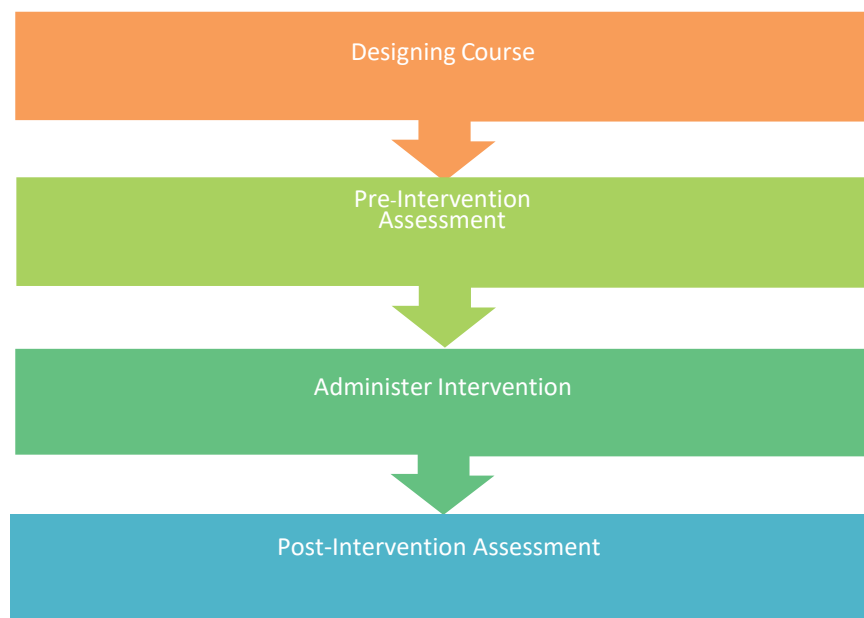 Designing Course
Pre-Intervention
Assessment
Administer Intervention
Post-Intervention Assessment